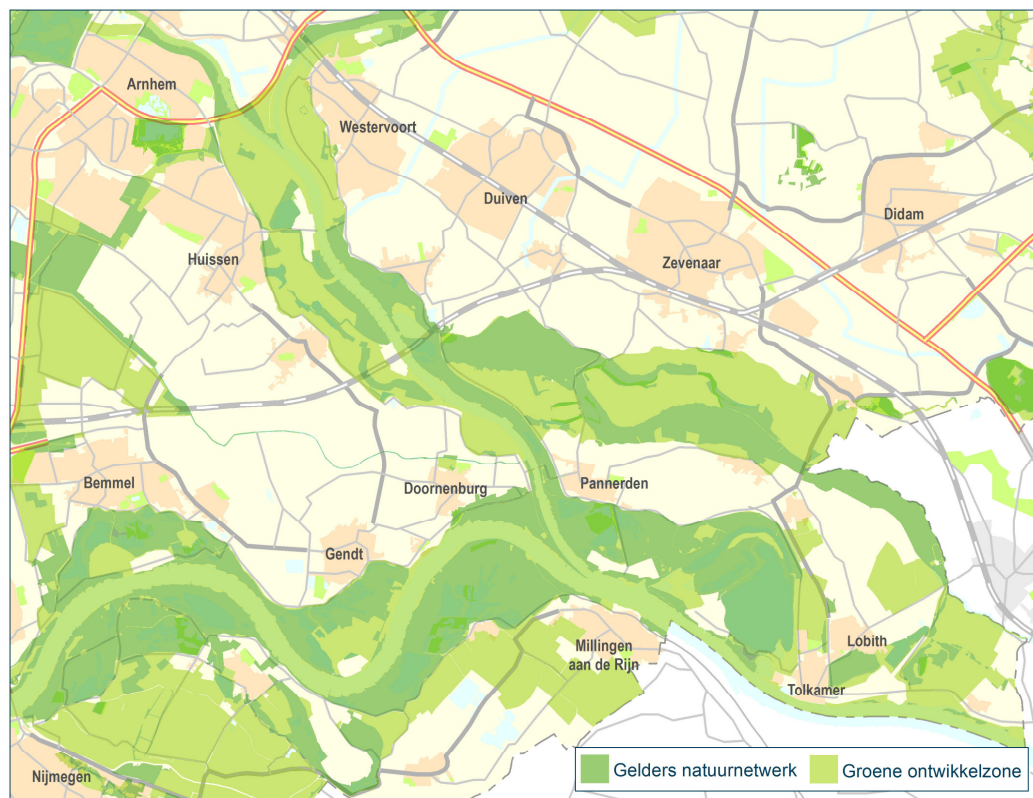 Arnhem
Westervoort
Duiven
Didam
Huissen
Zevenaar
Bemmel
Doornenburg
Pannerden
Gendt
Millingen
aan de Rijn
Lobith
Tolkamer
Nijmegen
Gelders natuurnetwerk
Groene ontwikkelzone